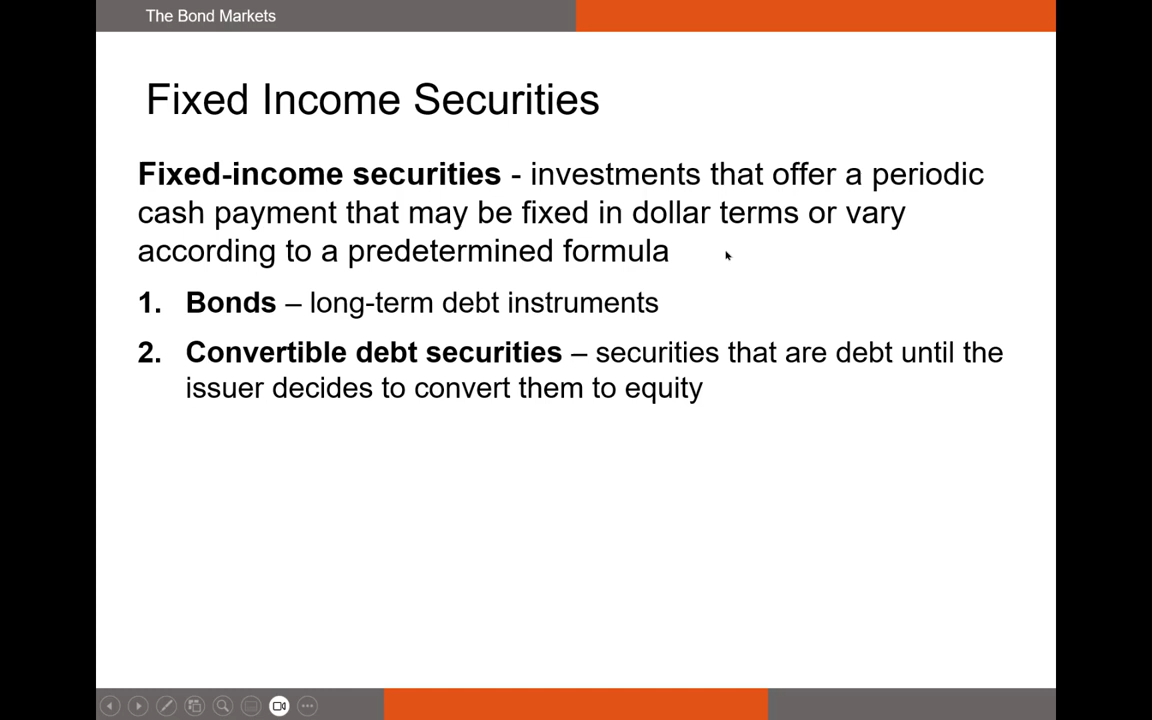 The Bond Markets
Fixed Income Securities
Fixed-income securities - investments that offer a periodic
cash payment that may be fixed in dollar terms or vary
according to a predetermined formula
1. Bonds – long-term debt instruments
2. Convertible debt securities – securities that are debt until the
issuer decides to convert them to equity